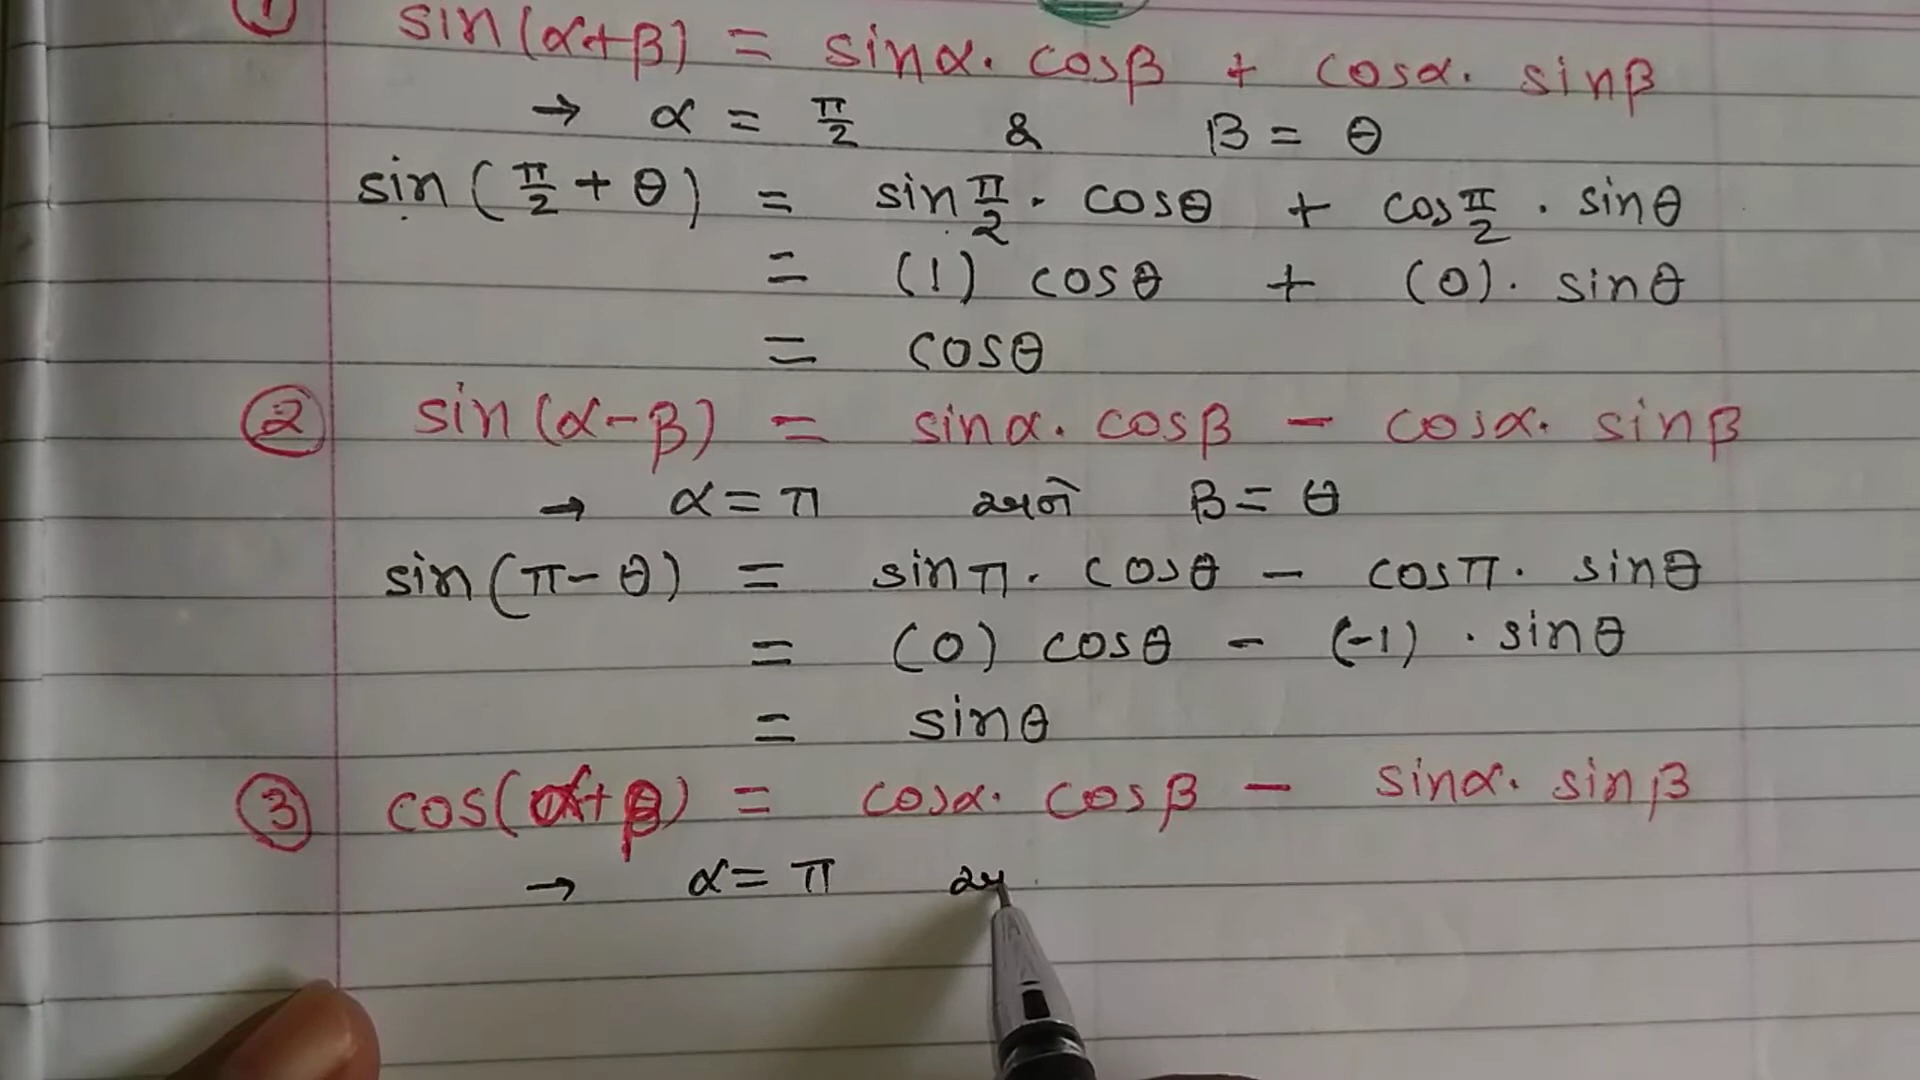 ① sin(α+β) = sinα. cosβ + cosα. sinβ
→ α = π/2 & β = θ
sin(π/2 + θ) = sin π/2 . cosθ + cos π/2 . sinθ
= (1) cosθ + (0). sinθ
= cosθ
② sin(α-β) = sinα. cosβ - cosα. sinβ
→ α = π અને β = θ
sin(π-θ) = sinπ. cosθ - cosπ. sinθ
= (0) cosθ - (-1) . sinθ
= sinθ
③ cos(α+β) = cosα. cosβ - sinα. sinβ
→ α = π અ